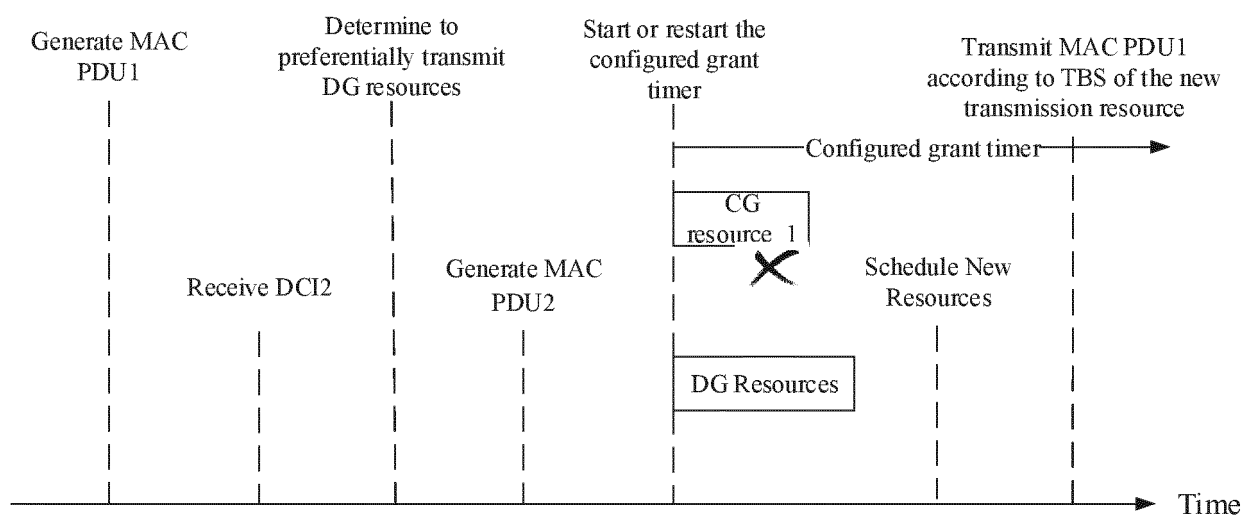 Generate MAC
PDU1
Determine to
preferentially transmit
DG resources
Start or restart the
configured grant
timer
Transmit MAC PDU1
according to TBS of the new
transmission resource
Configured grant timer
CG
resource 1
Receive DCI2
Generate MAC
PDU2
Schedule New
Resources
DG Resources
Time